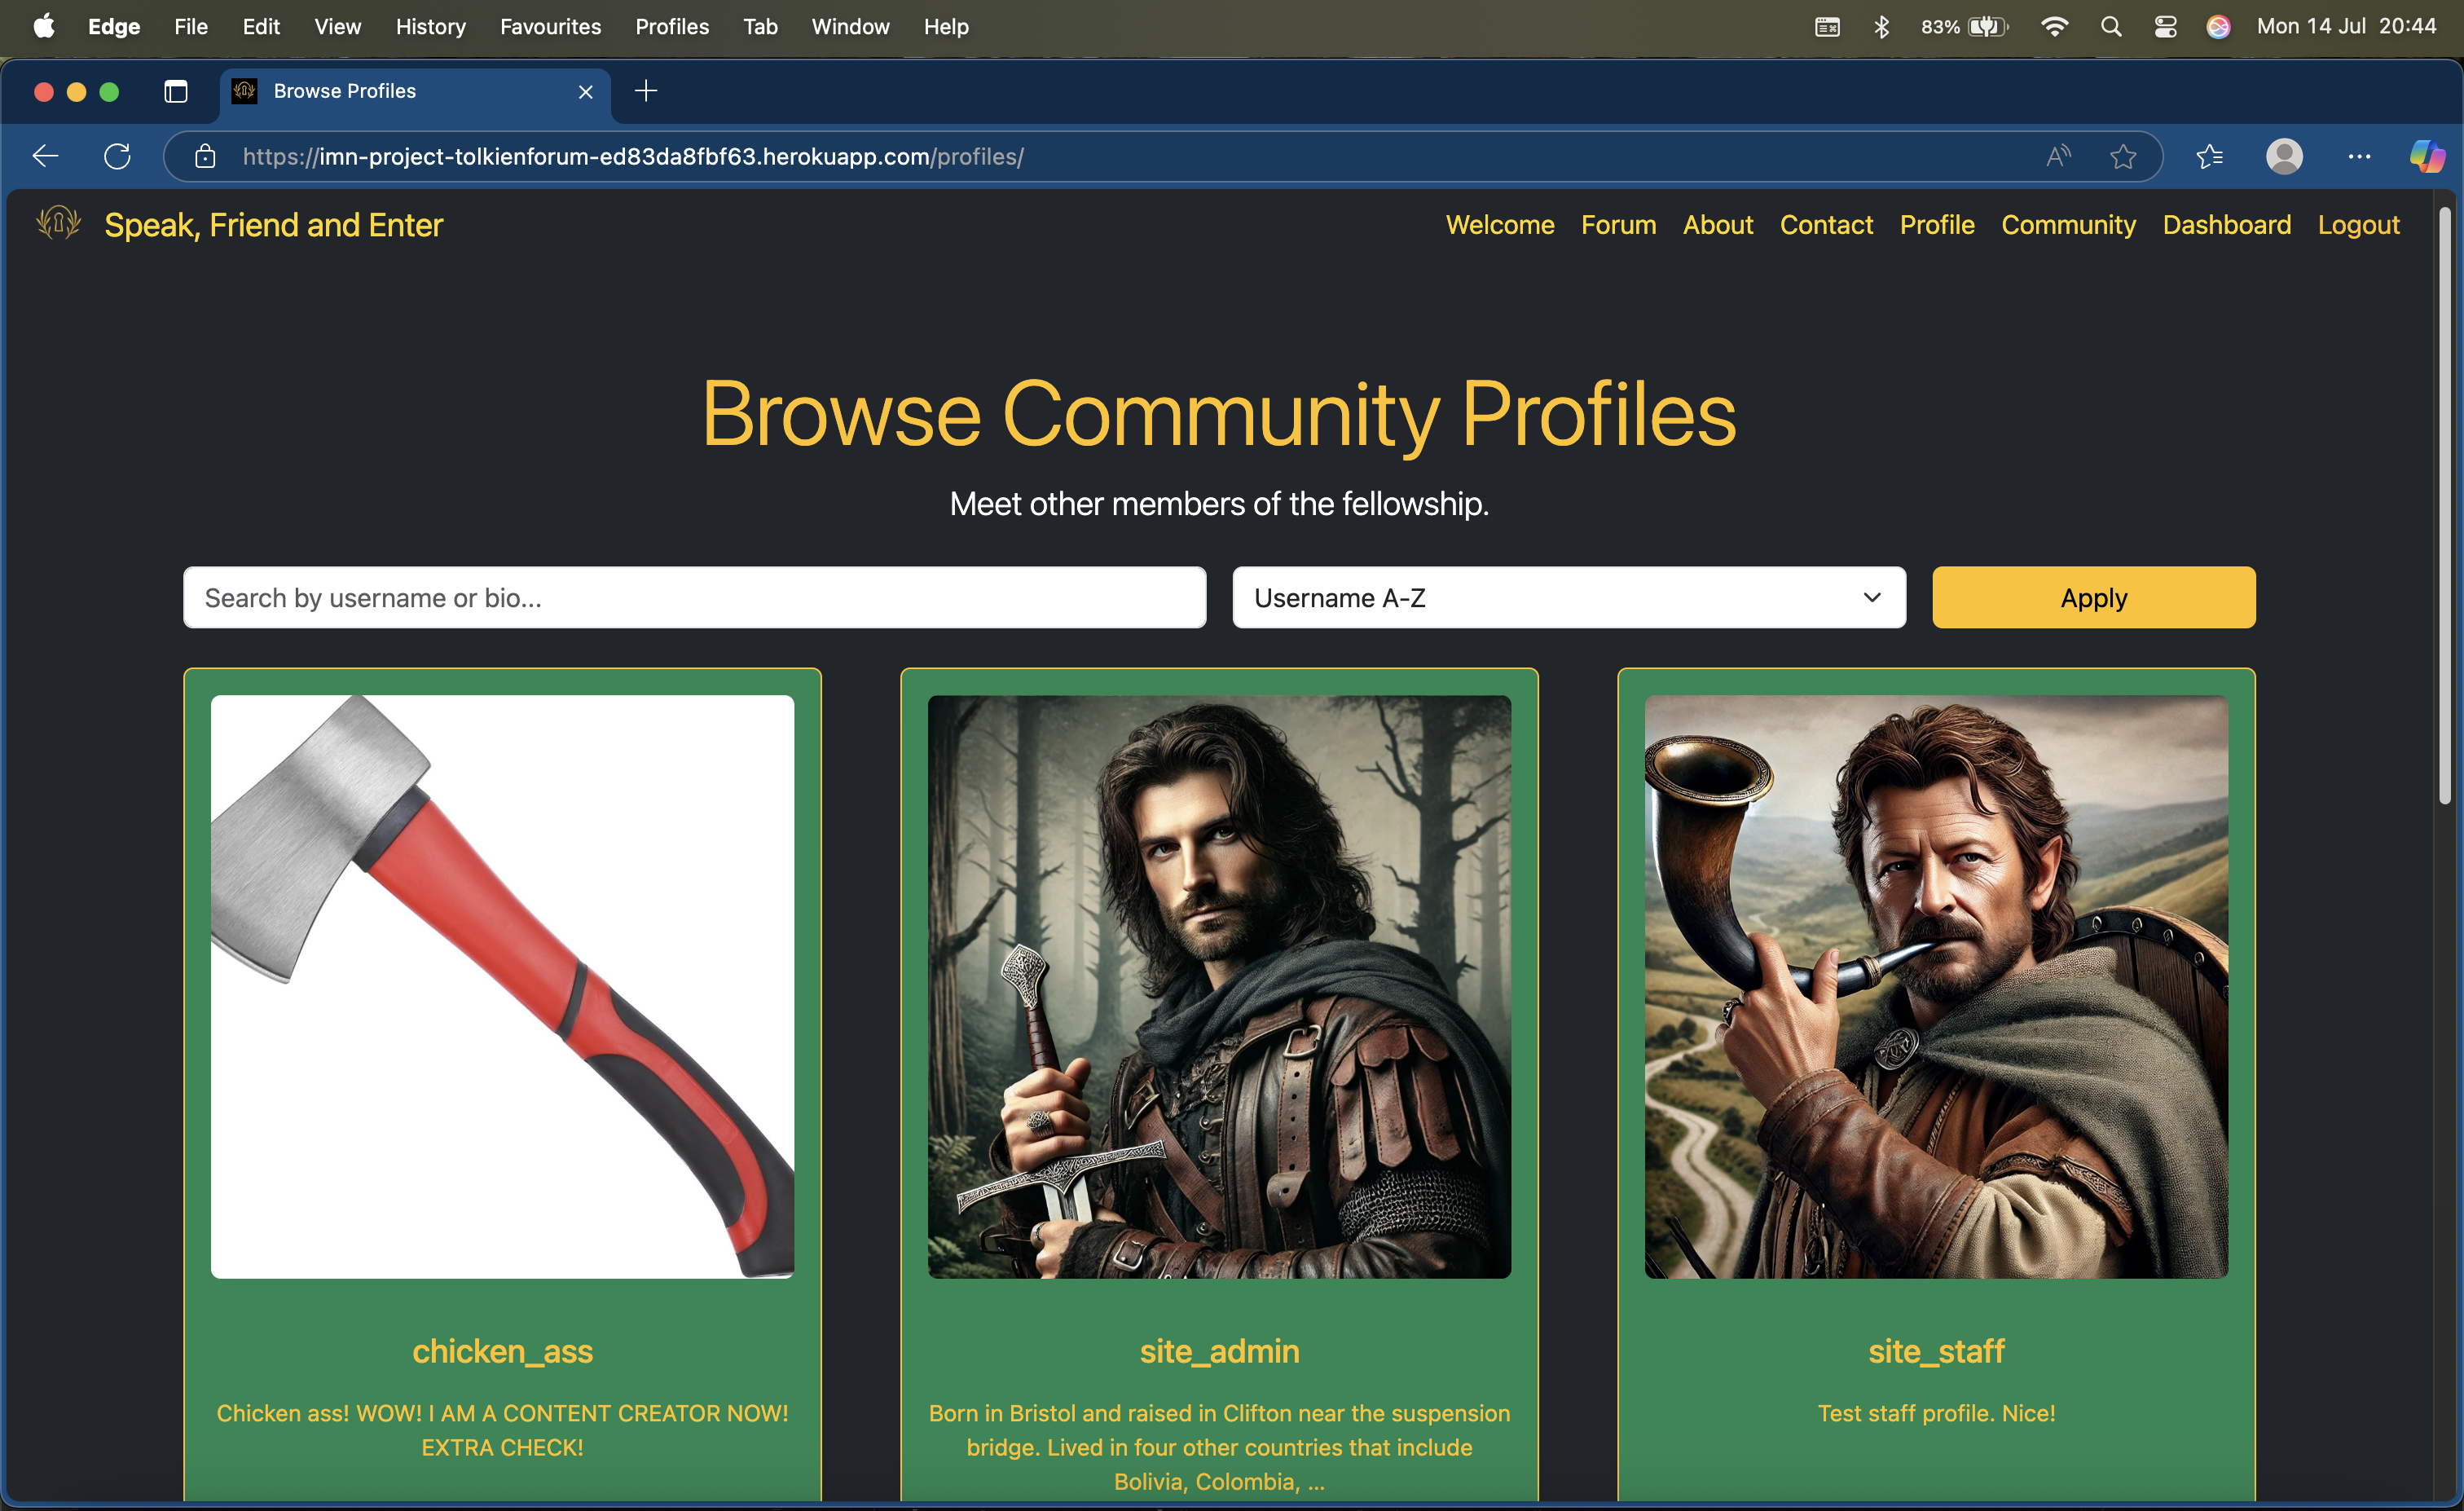 Edge File Edit View History Favourites Profiles Tab Window Help 83% Mon 14 Jul 20:44
Browse Profiles
https://imn-project-tolkienforum-ed83da8fbf63.herokuapp.com/profiles/
Speak, Friend and Enter Welcome Forum About Contact Profile Community Dashboard Logout
Browse Community Profiles
Meet other members of the fellowship.
Search by username or bio... Username A-Z Apply
chicken_ass
Chicken ass! WOW! I AM A CONTENT CREATOR NOW!
EXTRA CHECK!
site_admin
Born in Bristol and raised in Clifton near the suspension
bridge. Lived in four other countries that include
Bolivia, Colombia, ...
site_staff
Test staff profile. Nice!